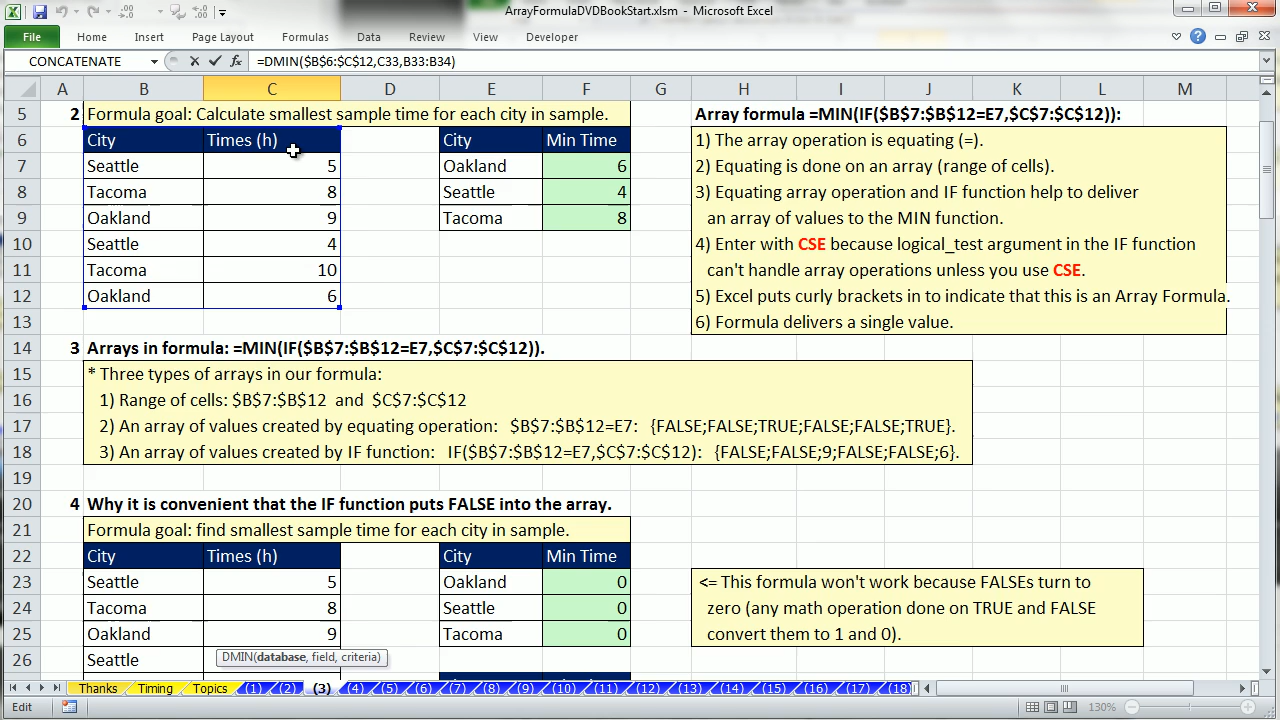 ArrayFormulaDVDBookStart.xlsm - Microsoft Excel
File Home Insert Page Layout Formulas Data Review View Developer
CONCATENATE fx =DMIN($B$6:$C$12,C33,B33:B34)
A B C D E F G H I J K L M
5 2 Formula goal: Calculate smallest sample time for each city in sample. Array formula =MIN(IF($B$7:$B$12=E7,$C$7:$C$12)):
6 City Times (h) City Min Time 1) The array operation is equating (=).
7 Seattle 5 Oakland 6 2) Equating is done on an array (range of cells).
8 Tacoma 8 Seattle 4 3) Equating array operation and IF function help to deliver
9 Oakland 9 Tacoma 8 an array of values to the MIN function.
10 Seattle 4 4) Enter with CSE because logical_test argument in the IF function
11 Tacoma 10 can't handle array operations unless you use CSE.
12 Oakland 6 5) Excel puts curly brackets in to indicate that this is an Array Formula.
13 6) Formula delivers a single value.
14 3 Arrays in formula: =MIN(IF($B$7:$B$12=E7,$C$7:$C$12)).
15 * Three types of arrays in our formula:
16 1) Range of cells: $B$7:$B$12 and $C$7:$C$12
17 2) An array of values created by equating operation: $B$7:$B$12=E7: {FALSE;FALSE;TRUE;FALSE;FALSE;TRUE}.
18 3) An array of values created by IF function: IF($B$7:$B$12=E7,$C$7:$C$12): {FALSE;FALSE;9;FALSE;FALSE;6}.
19
20 4 Why it is convenient that the IF function puts FALSE into the array.
21 Formula goal: find smallest sample time for each city in sample.
22 City Times (h) City Min Time
23 Seattle 5 Oakland 0 <= This formula won't work because FALSEs turn to
24 Tacoma 8 Seattle 0 zero (any math operation done on TRUE and FALSE
25 Oakland 9 Tacoma 0 convert them to 1 and 0).
26 Seattle DMIN(database, field, criteria)
Thanks Timing Topics (1) (2) (3) (4) (5) (6) (7) (8) (9) (10) (11) (12) (13) (14) (15) (16) (17) (18
Edit 130%